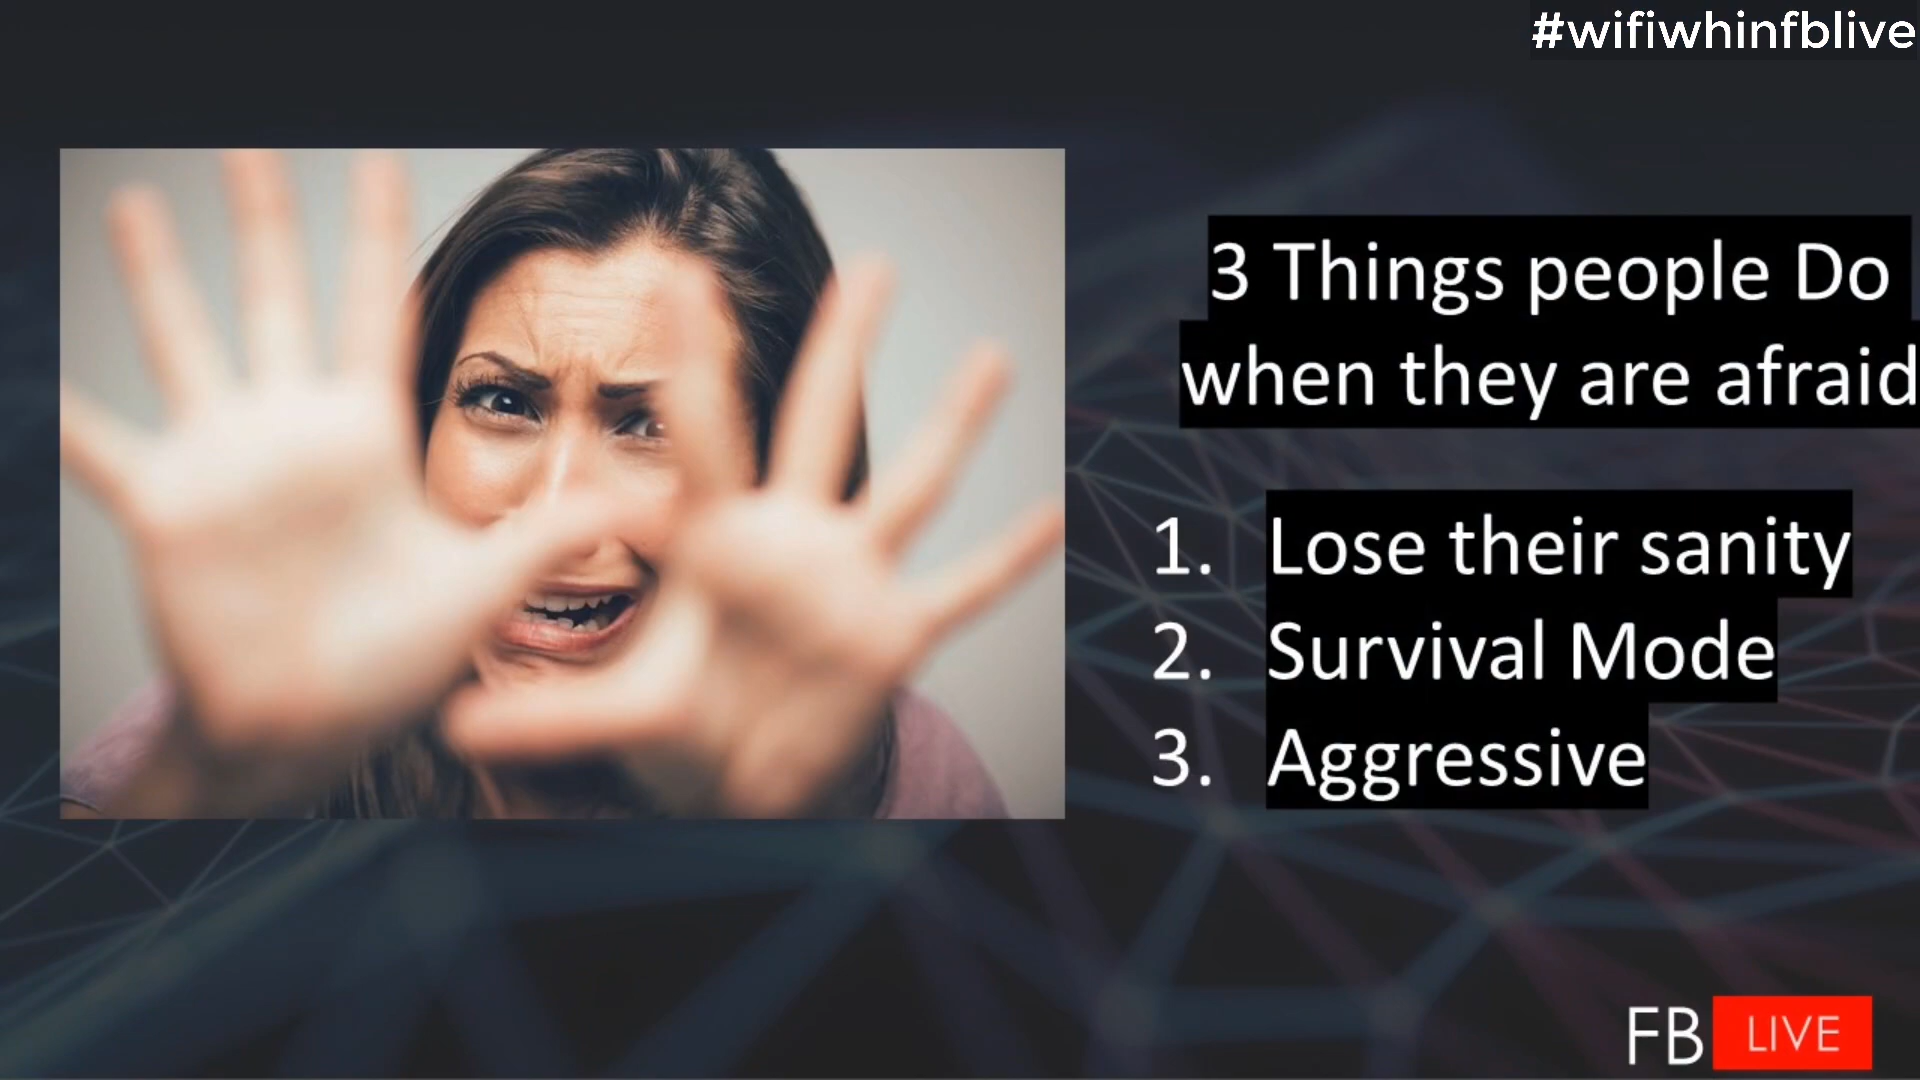 #wifiwhinfblive
3 Things people Do
when they are afraid
1. Lose their sanity
2. Survival Mode
3. Aggressive
FB LIVE